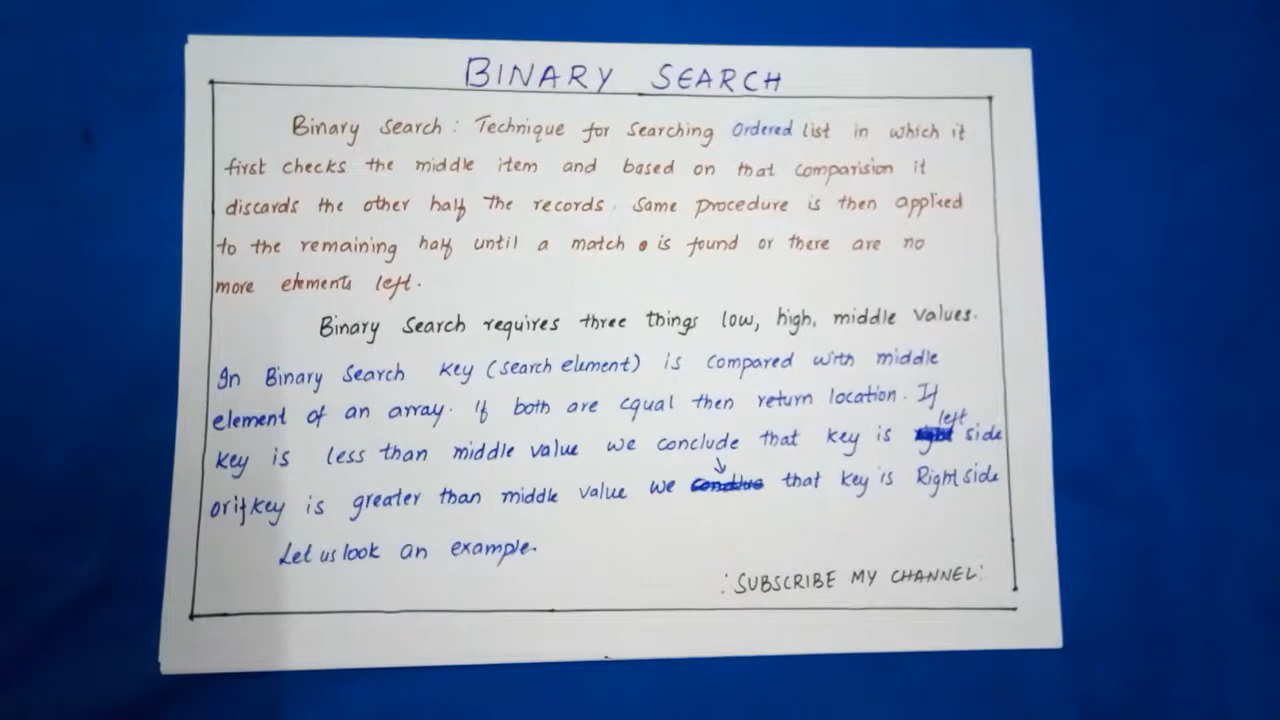 BINARY SEARCH
Binary Search : Technique for Searching Ordered list in which it
first checks the middle item and based on that comparision it
discards the other half the records. Same procedure is then applied
to the remaining half until a match is found or there are no
more elements left.
Binary Search requires three things low, high, middle values.
In Binary Search key (search element) is compared with middle
element of an array. If both are equal then return location. If
left
key is less than middle value we conclude that key is side
or if key is greater than middle value we that key is Right side
Let us look an example.
: SUBSCRIBE MY CHANNEL :